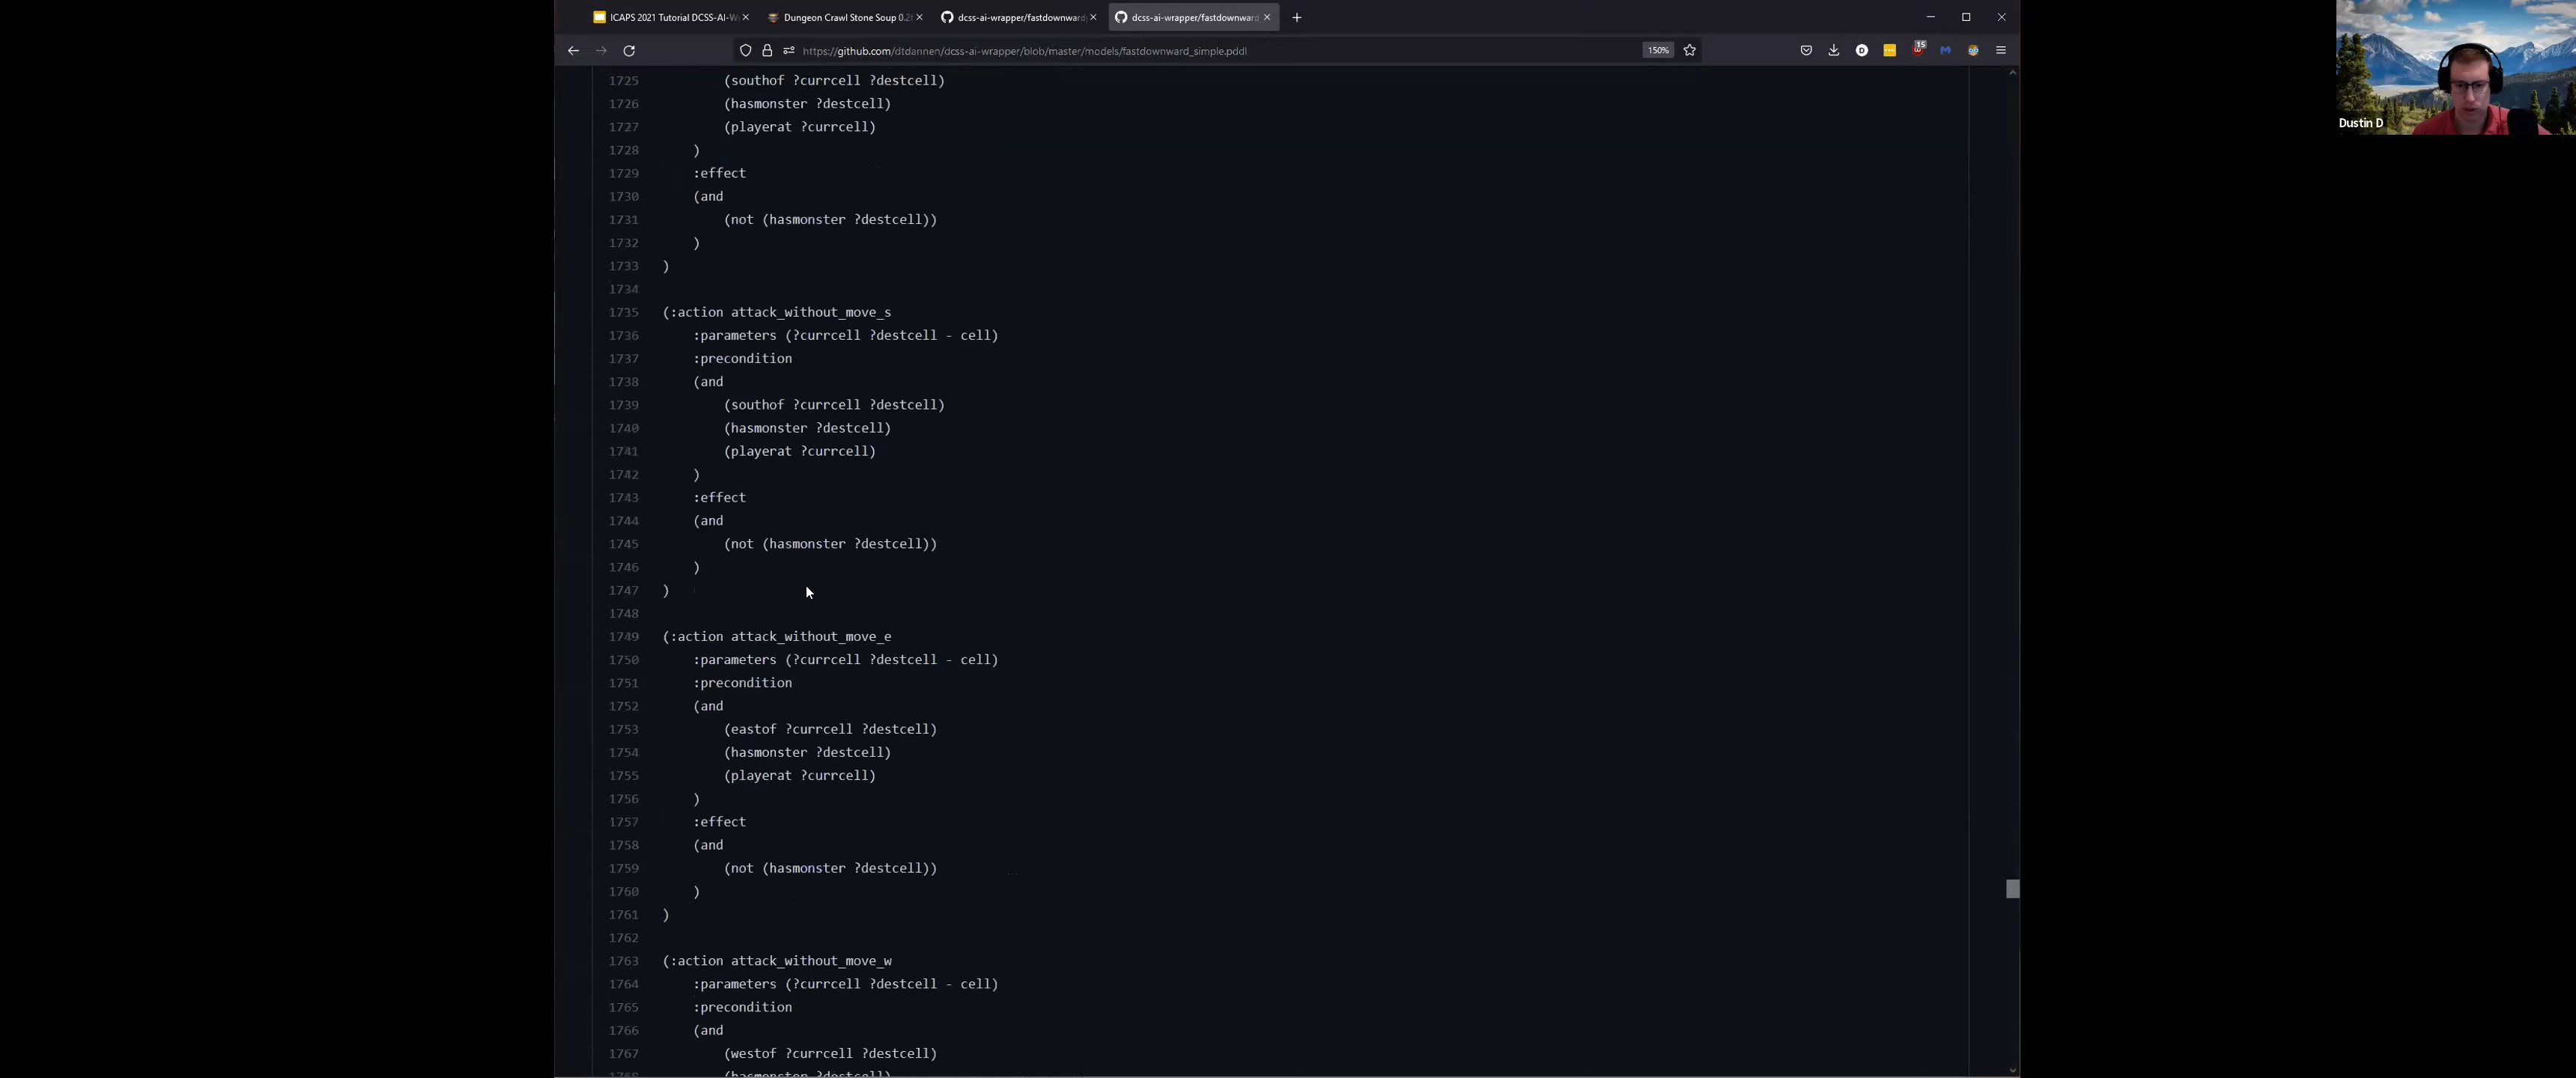 ICAPS 2021 Tutorial DCSS-AI-W
Dungeon Crawl Stone Soup 0.2
dcss-ai-wrapper/fastdownward
dcss-ai-wrapper/fastdownward
https://github.com/dtdannen/dcss-ai-wrapper/blob/master/models/fastdownward_simple.pddl
150%
15
Dustin D
1725 (southof ?currcell ?destcell)
1726 (hasmonster ?destcell)
1727 (playerat ?currcell)
1728 )
1729 :effect
1730 (and
1731 (not (hasmonster ?destcell))
1732 )
1733 )
1734
1735 (:action attack_without_move_s
1736 :parameters (?currcell ?destcell - cell)
1737 :precondition
1738 (and
1739 (southof ?currcell ?destcell)
1740 (hasmonster ?destcell)
1741 (playerat ?currcell)
1742 )
1743 :effect
1744 (and
1745 (not (hasmonster ?destcell))
1746 )
1747 )
1748
1749 (:action attack_without_move_e
1750 :parameters (?currcell ?destcell - cell)
1751 :precondition
1752 (and
1753 (eastof ?currcell ?destcell)
1754 (hasmonster ?destcell)
1755 (playerat ?currcell)
1756 )
1757 :effect
1758 (and
1759 (not (hasmonster ?destcell))
1760 )
1761 )
1762
1763 (:action attack_without_move_w
1764 :parameters (?currcell ?destcell - cell)
1765 :precondition
1766 (and
1767 (westof ?currcell ?destcell)
1768 (hasmonster ?destcell)